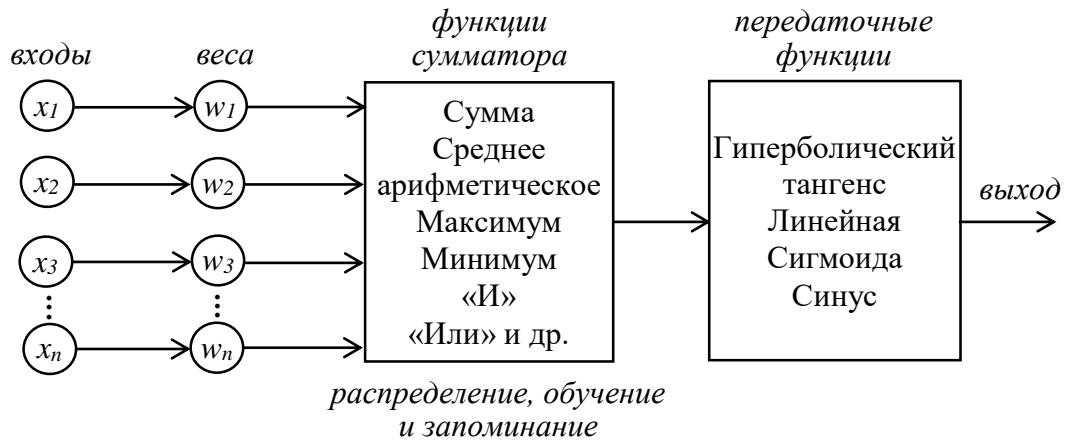 входы
веса
функции
сумматора
передаточные
функции
x1
w1
x2
w2
x3
w3
xn
wn
Сумма
Среднее
арифметическое
Максимум
Минимум
«И»
«Или» и др.
Гиперболический
тангенс
Линейная
Сигмоида
Синус
выход
распределение, обучение
и запоминание